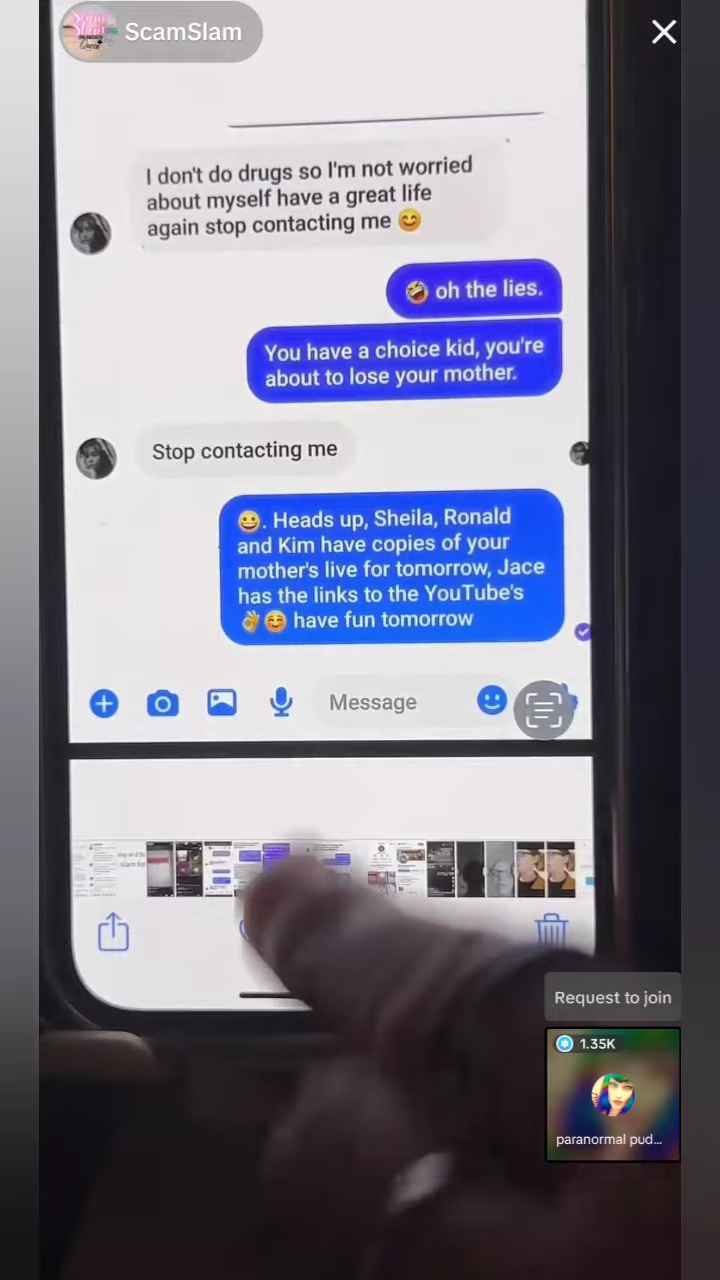 ScamSlam
I don't do drugs so I'm not worried
about myself have a great life
again stop contacting me 😊
🤣 oh the lies.
You have a choice kid, you're
about to lose your mother.
Stop contacting me
😀. Heads up, Sheila, Ronald
and Kim have copies of your
mother's live for tomorrow, Jace
has the links to the YouTube's
👌☺️ have fun tomorrow
Message
Request to join
1.35K
paranormal pud...